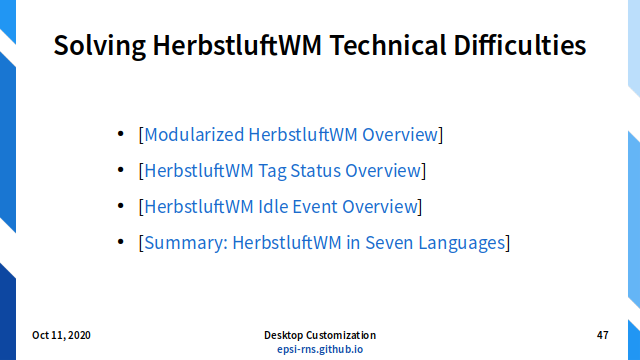 Solving HerbstluftWM Technical Difficulties
• [Modularized HerbstluftWM Overview]
• [HerbstluftWM Tag Status Overview]
• [HerbstluftWM Idle Event Overview]
• [Summary: HerbstluftWM in Seven Languages]
Oct 11, 2020
Desktop Customization
epsi-rns.github.io
47